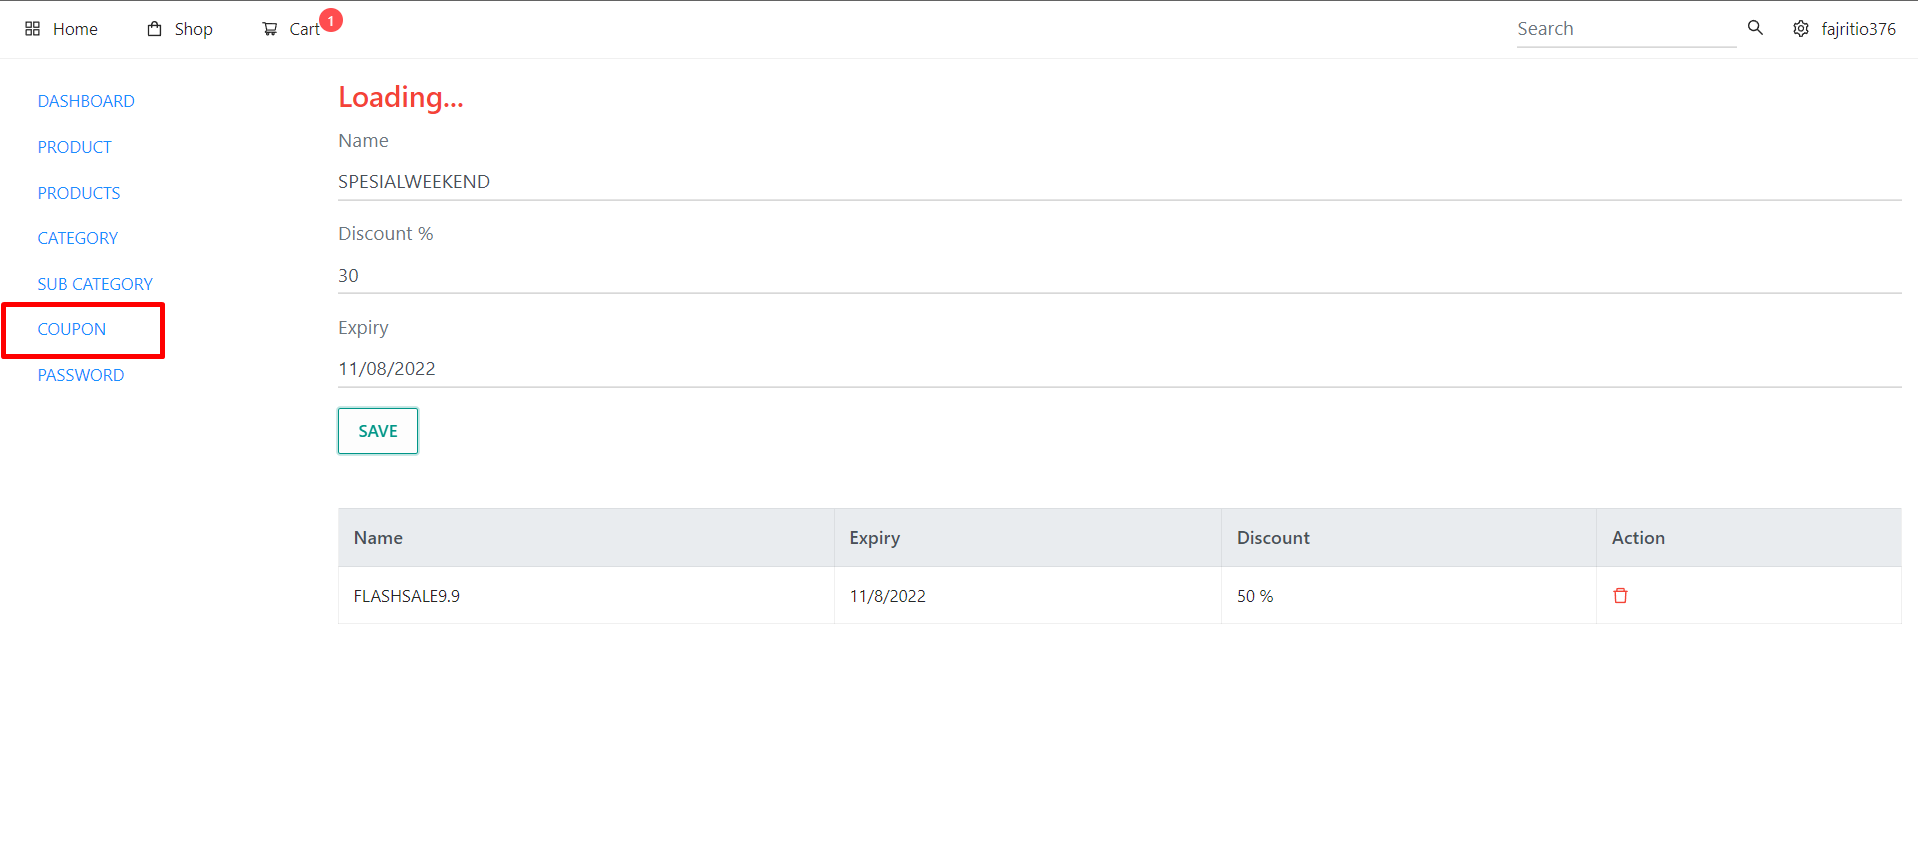 Home Shop Cart 1 Search fajritio376
DASHBOARD
PRODUCT
PRODUCTS
CATEGORY
SUB CATEGORY
COUPON
PASSWORD
Loading...
Name
SPESIALWEEKEND
Discount %
30
Expiry
11/08/2022
SAVE
Name Expiry Discount Action
FLASHSALE9.9 11/8/2022 50 %